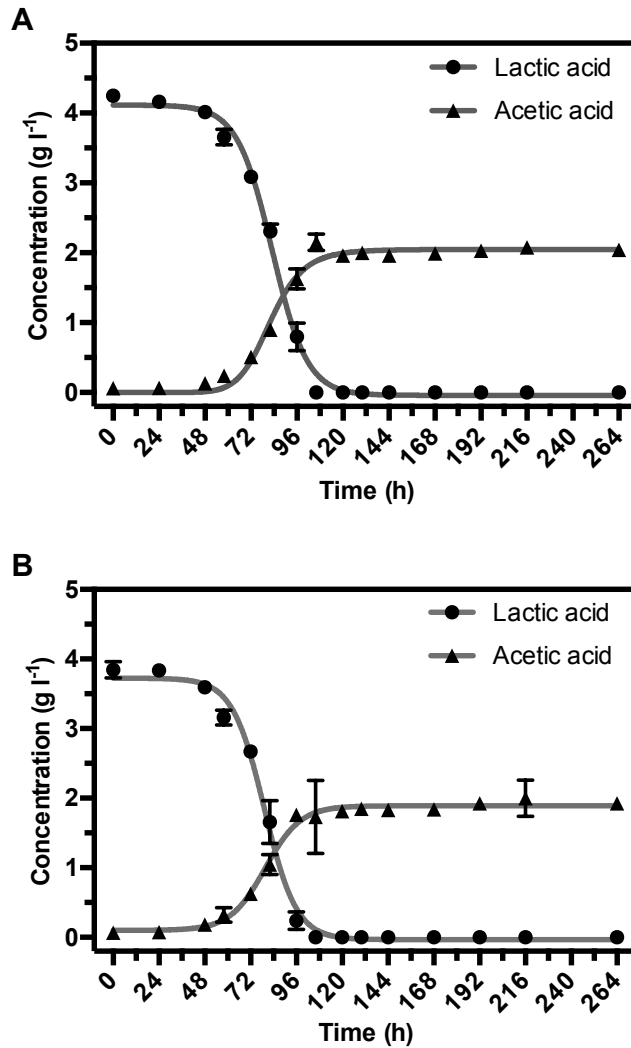 A
5
4
3
2
1
0
Concentration (g l-1)
Lactic acid
Acetic acid
0 24 48 72 96 120 144 168 192 216 240 264
Time (h)
B
5
4
3
2
1
0
Concentration (g l-1)
Lactic acid
Acetic acid
0 24 48 72 96 120 144 168 192 216 240 264
Time (h)